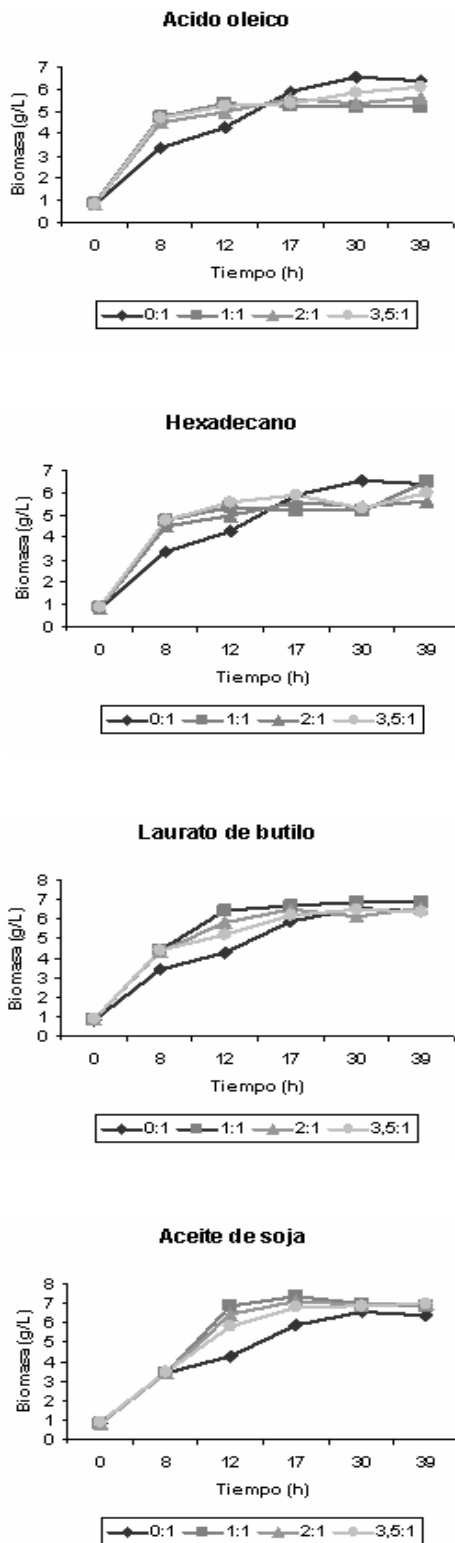 Acido oleico
7
6
5
4
3
2
1
0
Biomasa (g/L)
0 8 12 17 30 39
Tiempo (h)
0:1 1:1 2:1 3,5:1
Hexadecano
7
6
5
4
3
2
1
0
Biomasa (g/L)
0 8 12 17 30 39
Tiempo (h)
0:1 1:1 2:1 3,5:1
Laurato de butilo
8
7
6
5
4
3
2
1
0
Biomasa (g/L)
0 8 12 17 30 39
Tiempo (h)
0:1 1:1 2:1 3,5:1
Aceite de soja
8
7
6
5
4
3
2
1
0
Biomasa (g/L)
0 8 12 17 30 39
Tiempo (h)
0:1 1:1 2:1 3,5:1